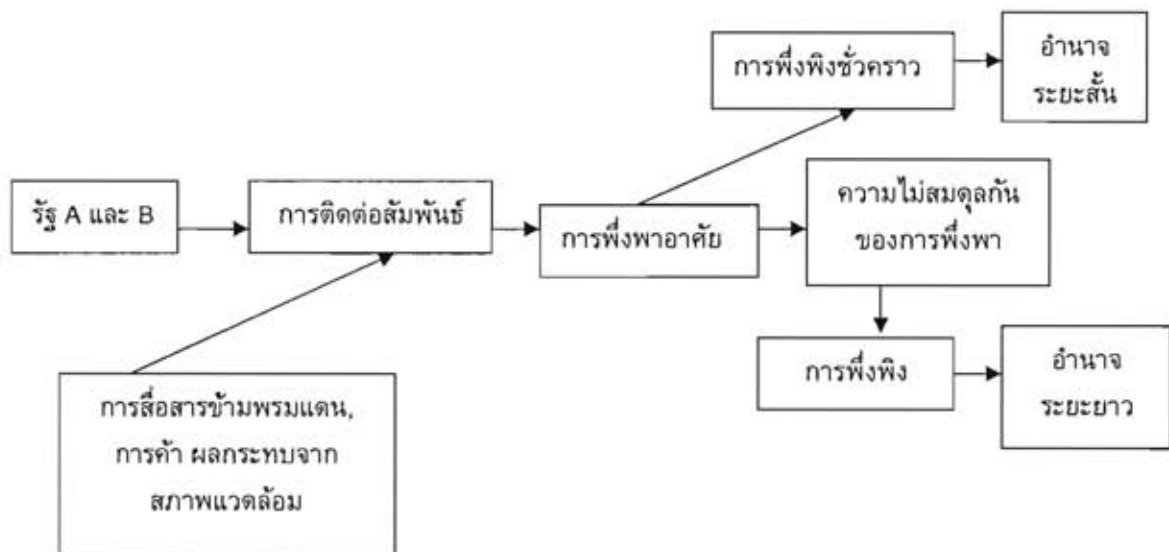 การพึ่งพิงชั่วคราว
อำนาจ
ระยะสั้น
รัฐ A และ B
การติดต่อสัมพันธ์
การพึ่งพาอาศัย
ความไม่สมดุลกัน
ของการพึ่งพา
การพึ่งพิง
อำนาจ
ระยะยาว
การสื่อสารข้ามพรมแดน,
การค้า ผลกระทบจาก
สภาพแวดล้อม